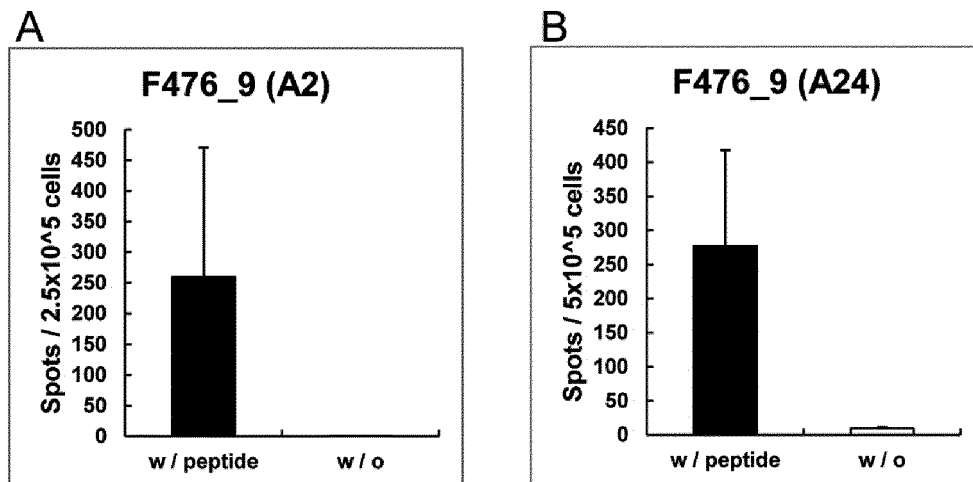 A
F476_9 (A2)
Spots / 2.5x10^5 cells
500
450
400
350
300
250
200
150
100
50
0
w / peptide
w / o
B
F476_9 (A24)
Spots / 5x10^5 cells
450
400
350
300
250
200
150
100
50
0
w / peptide
w / o